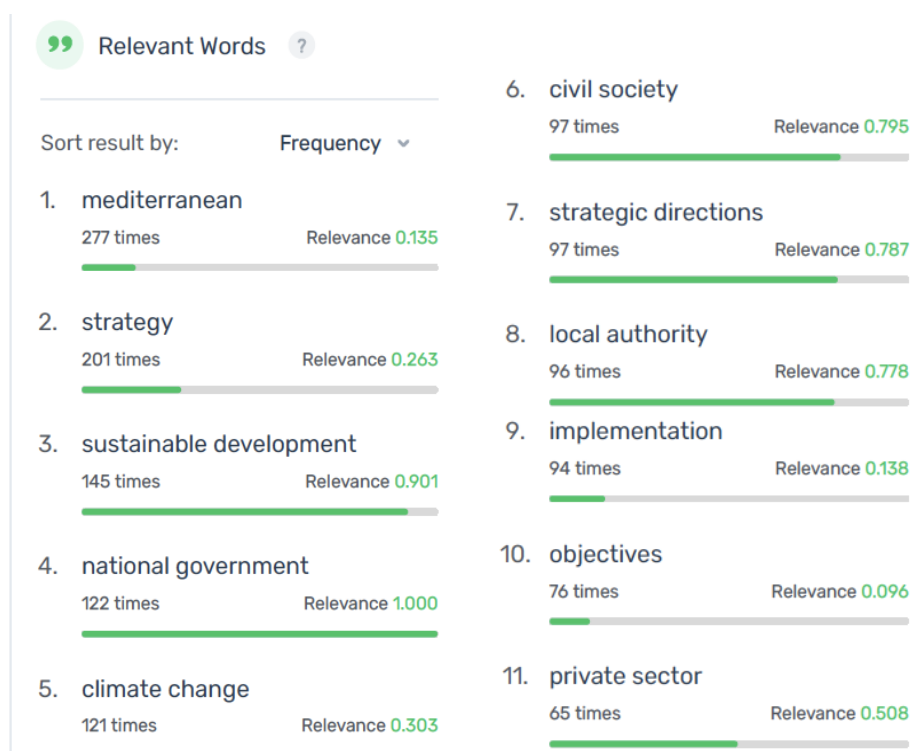 Relevant Words ?
Sort result by: Frequency
1. mediterranean
277 times Relevance 0.135
2. strategy
201 times Relevance 0.263
3. sustainable development
145 times Relevance 0.901
4. national government
122 times Relevance 1.000
5. climate change
121 times Relevance 0.303
6. civil society
97 times Relevance 0.795
7. strategic directions
97 times Relevance 0.787
8. local authority
96 times Relevance 0.778
9. implementation
94 times Relevance 0.138
10. objectives
76 times Relevance 0.096
11. private sector
65 times Relevance 0.508